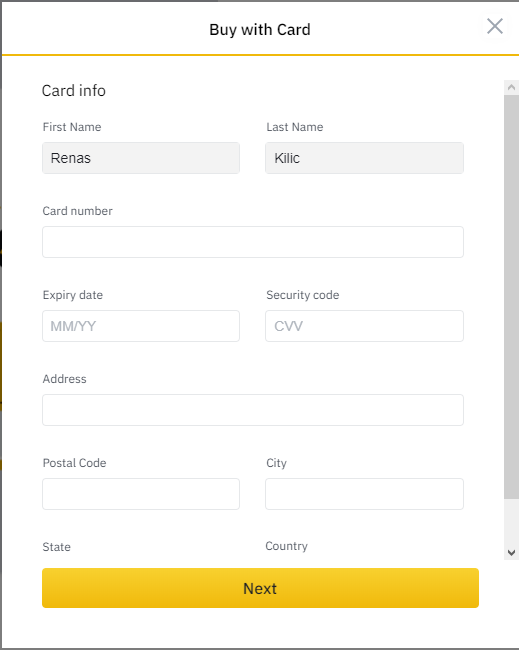 Buy with Card
Card info
First Name Last Name
Renas Kilic
Card number
Expiry date Security code
MM/YY CVV
Address
Postal Code City
State Country
Next